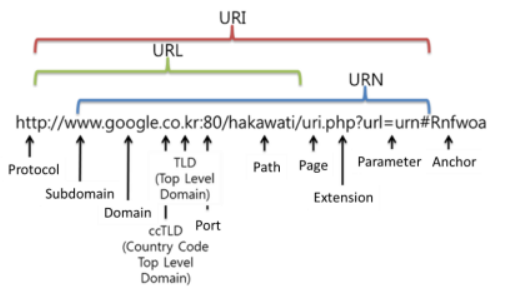 URI
URL
URN
http://www.google.co.kr:80/hakawati/uri.php?url=urn#Rnfwoa
Protocol
Subdomain
Domain
ccTLD
(Country Code
Top Level
Domain)
TLD
(Top Level
Domain)
Port
Path
Page
Extension
Parameter
Anchor